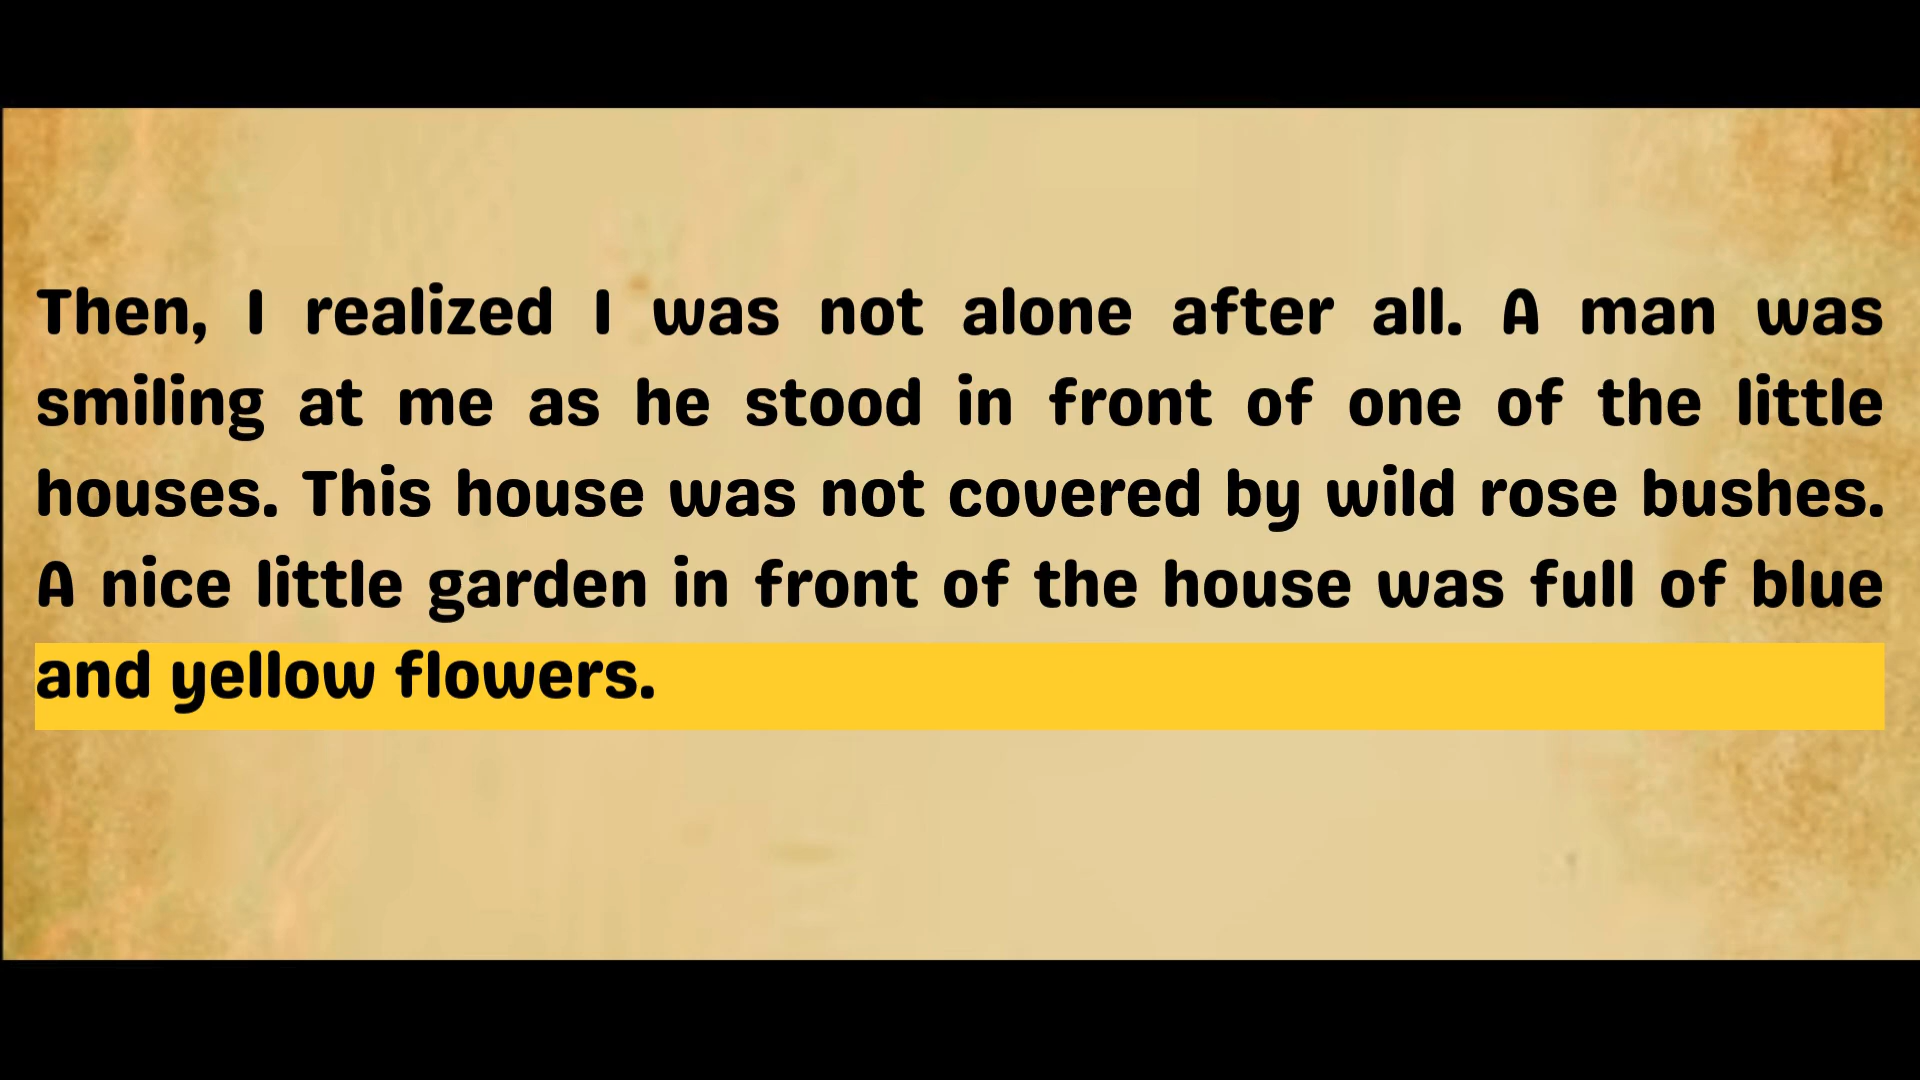 Then, I realized I was not alone after all. A man was
smiling at me as he stood in front of one of the little
houses. This house was not covered by wild rose bushes.
A nice little garden in front of the house was full of blue
and yellow flowers.